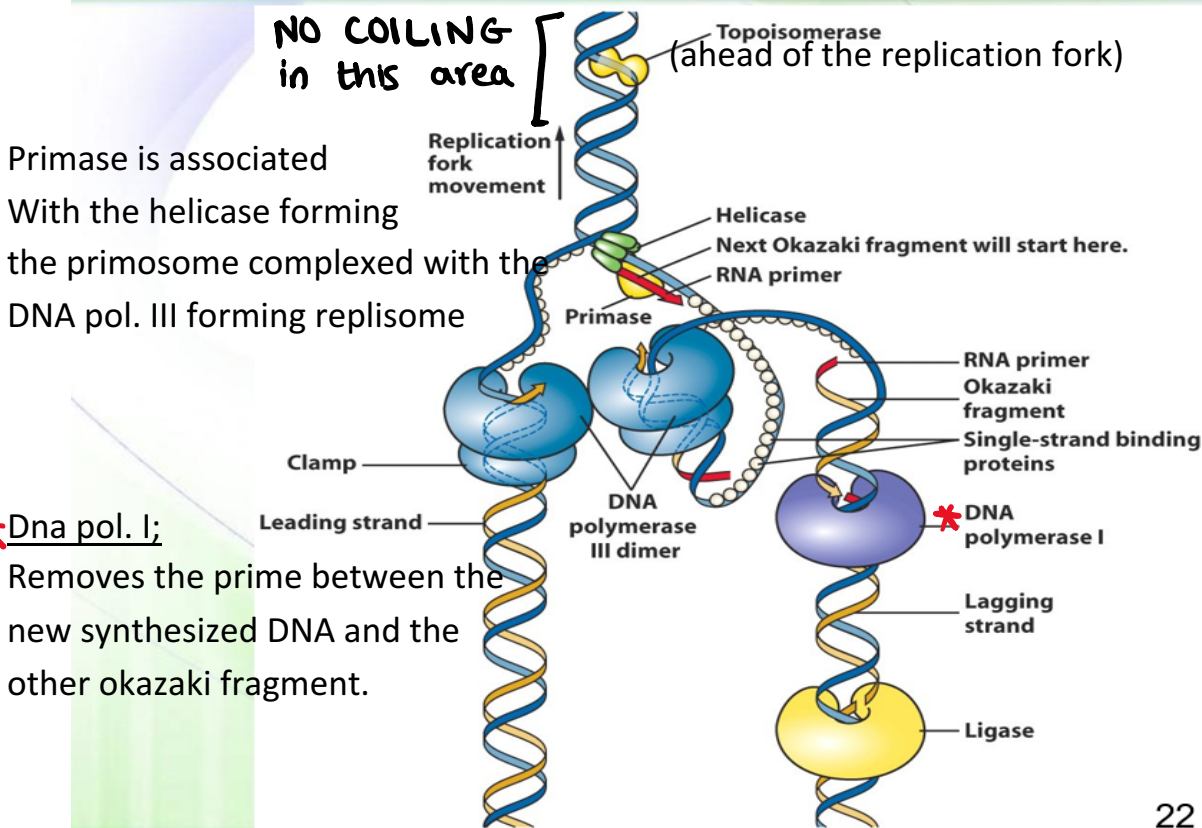 NO COILING
in this area
Topoisomerase
(ahead of the replication fork)
Replication
fork
movement
Primase is associated
With the helicase forming
the primosome complexed with the
DNA pol. III forming replisome
Helicase
Next Okazaki fragment will start here.
RNA primer
Primase
RNA primer
Okazaki
fragment
Single-strand binding
proteins
Clamp
Leading strand
DNA
polymerase
III dimer
* DNA
polymerase I
*Dna pol. I;
Removes the prime between the
new synthesized DNA and the
other okazaki fragment.
Lagging
strand
Ligase
22